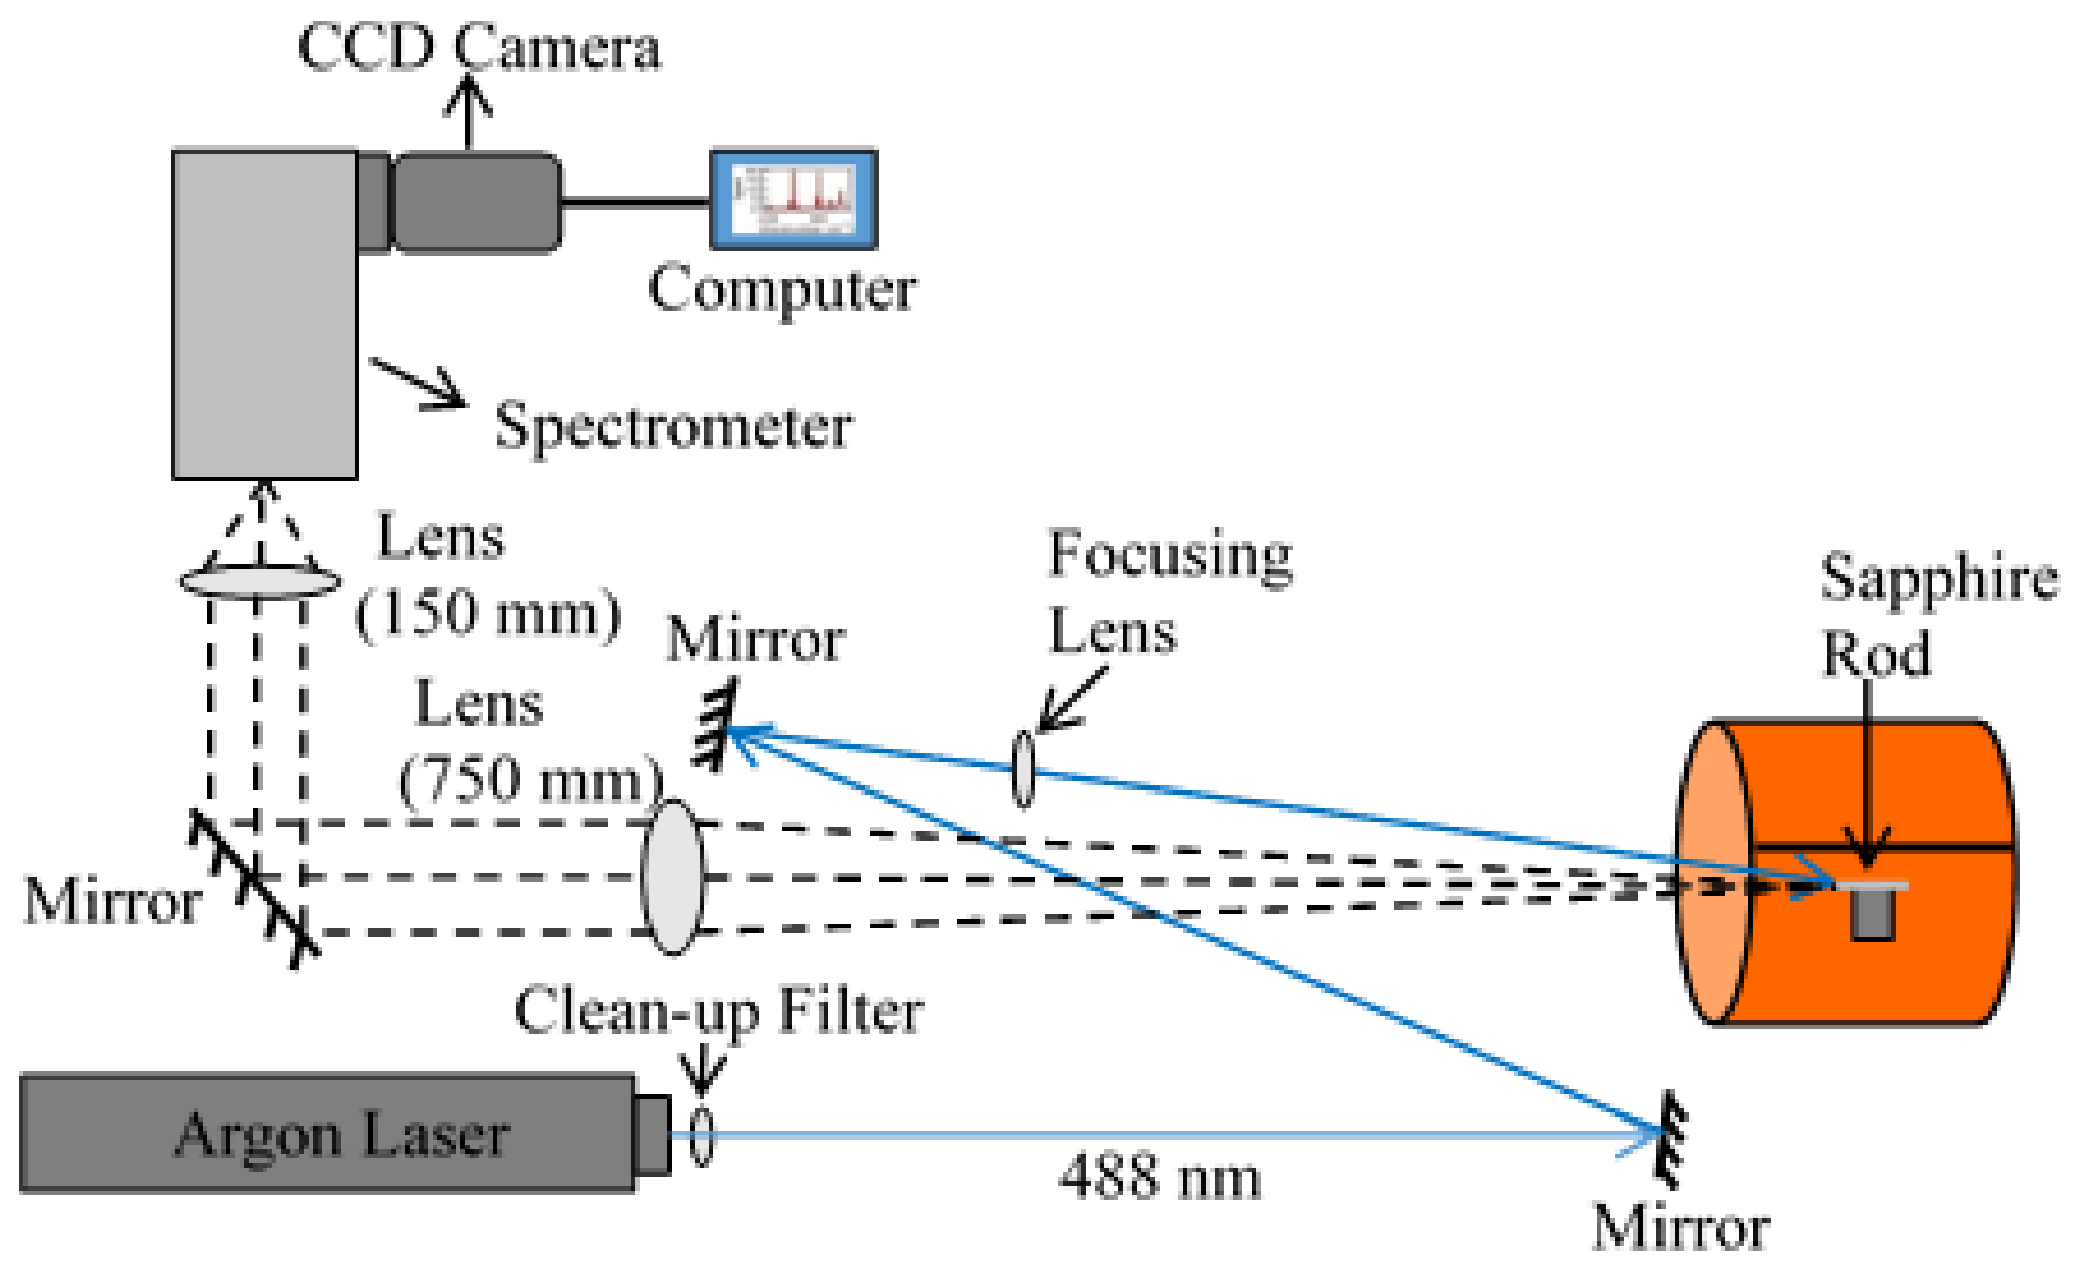 CCD Camera
Computer
Spectrometer
Lens
(150 mm)
Focusing
Lens
Sapphire
Rod
Mirror
Lens
(750 mm)
Mirror
Clean-up Filter
Argon Laser
488 nm
Mirror